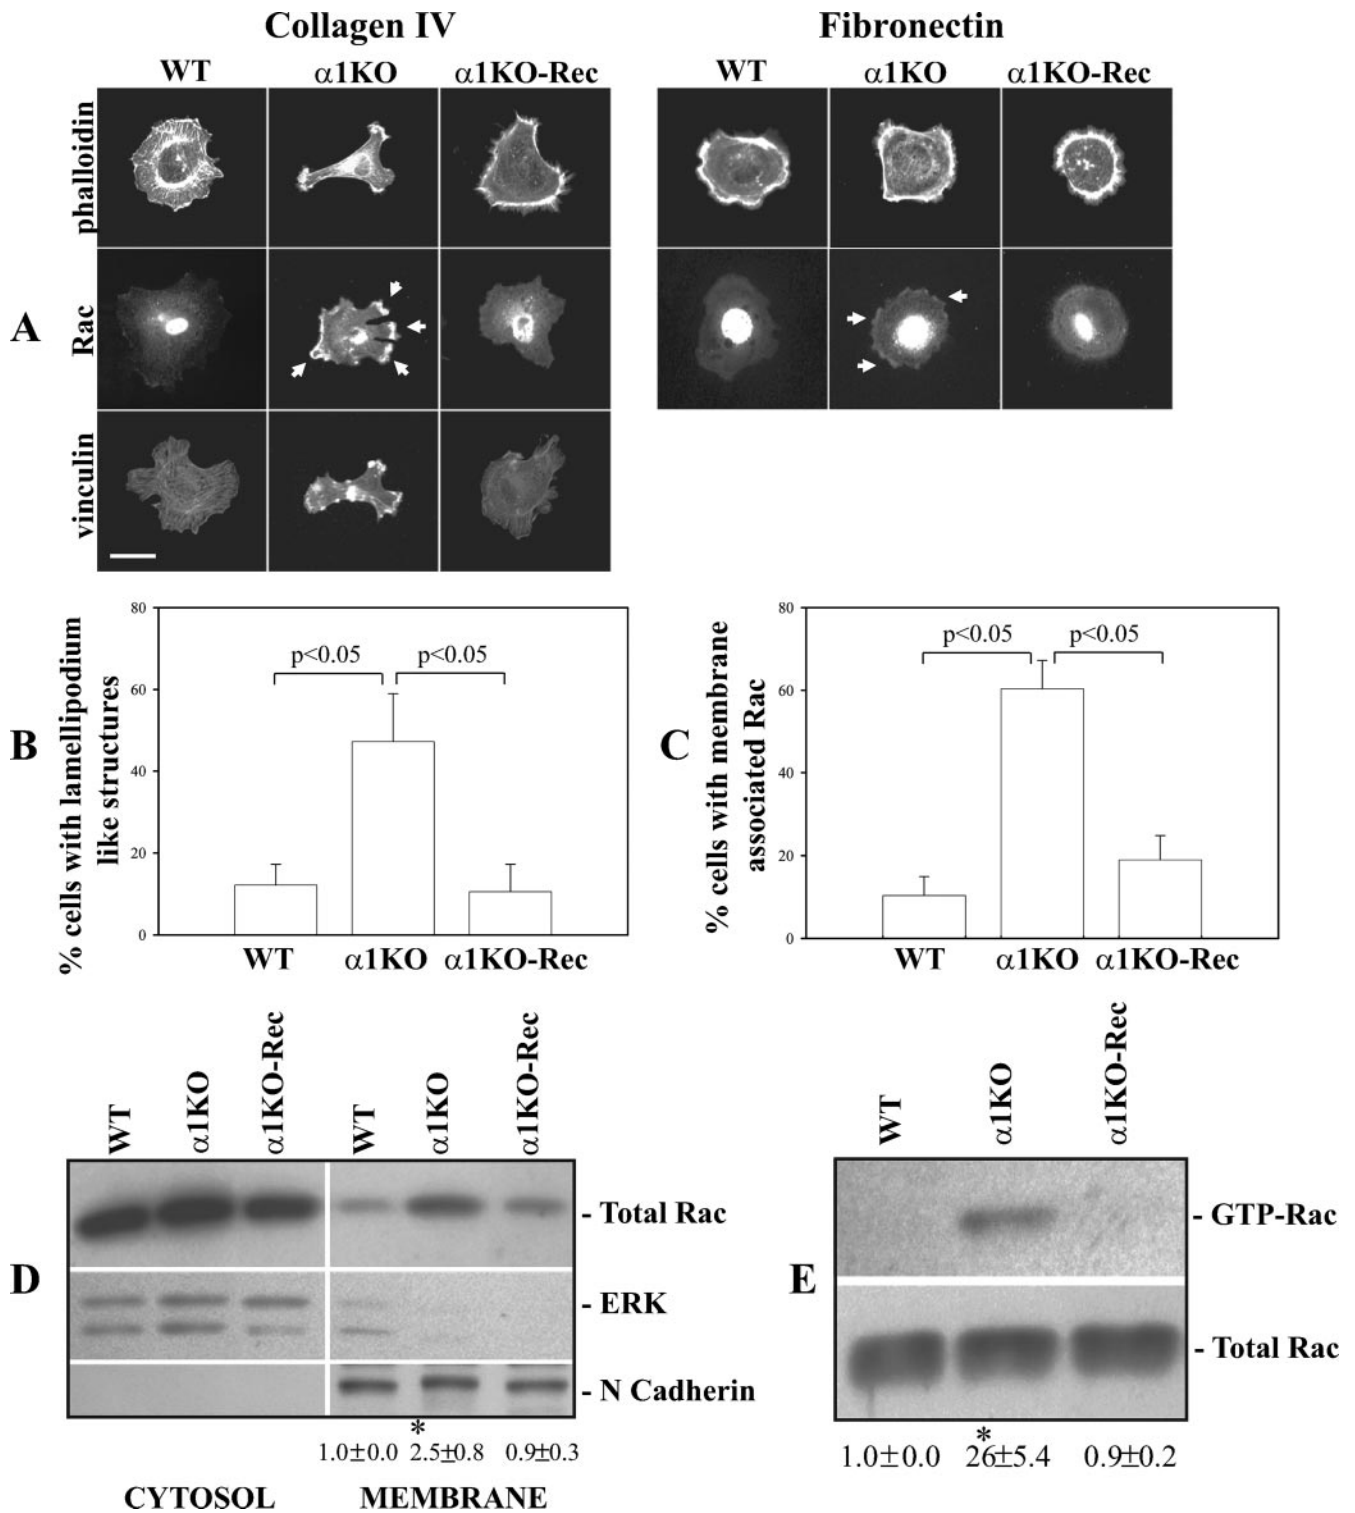 Collagen IV
Fibronectin
WT
α1KO
α1KO-Rec
WT
α1KO
α1KO-Rec
phalloidin
A
Rac
vinculin
B
% cells with lamellipodium
like structures
80
60
40
20
0
p<0.05
p<0.05
WT
α1KO
α1KO-Rec
C
% cells with membrane
associated Rac
80
60
40
20
0
p<0.05
p<0.05
WT
α1KO
α1KO-Rec
D
WT
α1KO
α1KO-Rec
WT
α1KO
α1KO-Rec
- Total Rac
- ERK
- N Cadherin
*
1.0±0.0 2.5±0.8 0.9±0.3
CYTOSOL
MEMBRANE
E
WT
α1KO
α1KO-Rec
- GTP-Rac
- Total Rac
*
1.0±0.0 26±5.4 0.9±0.2